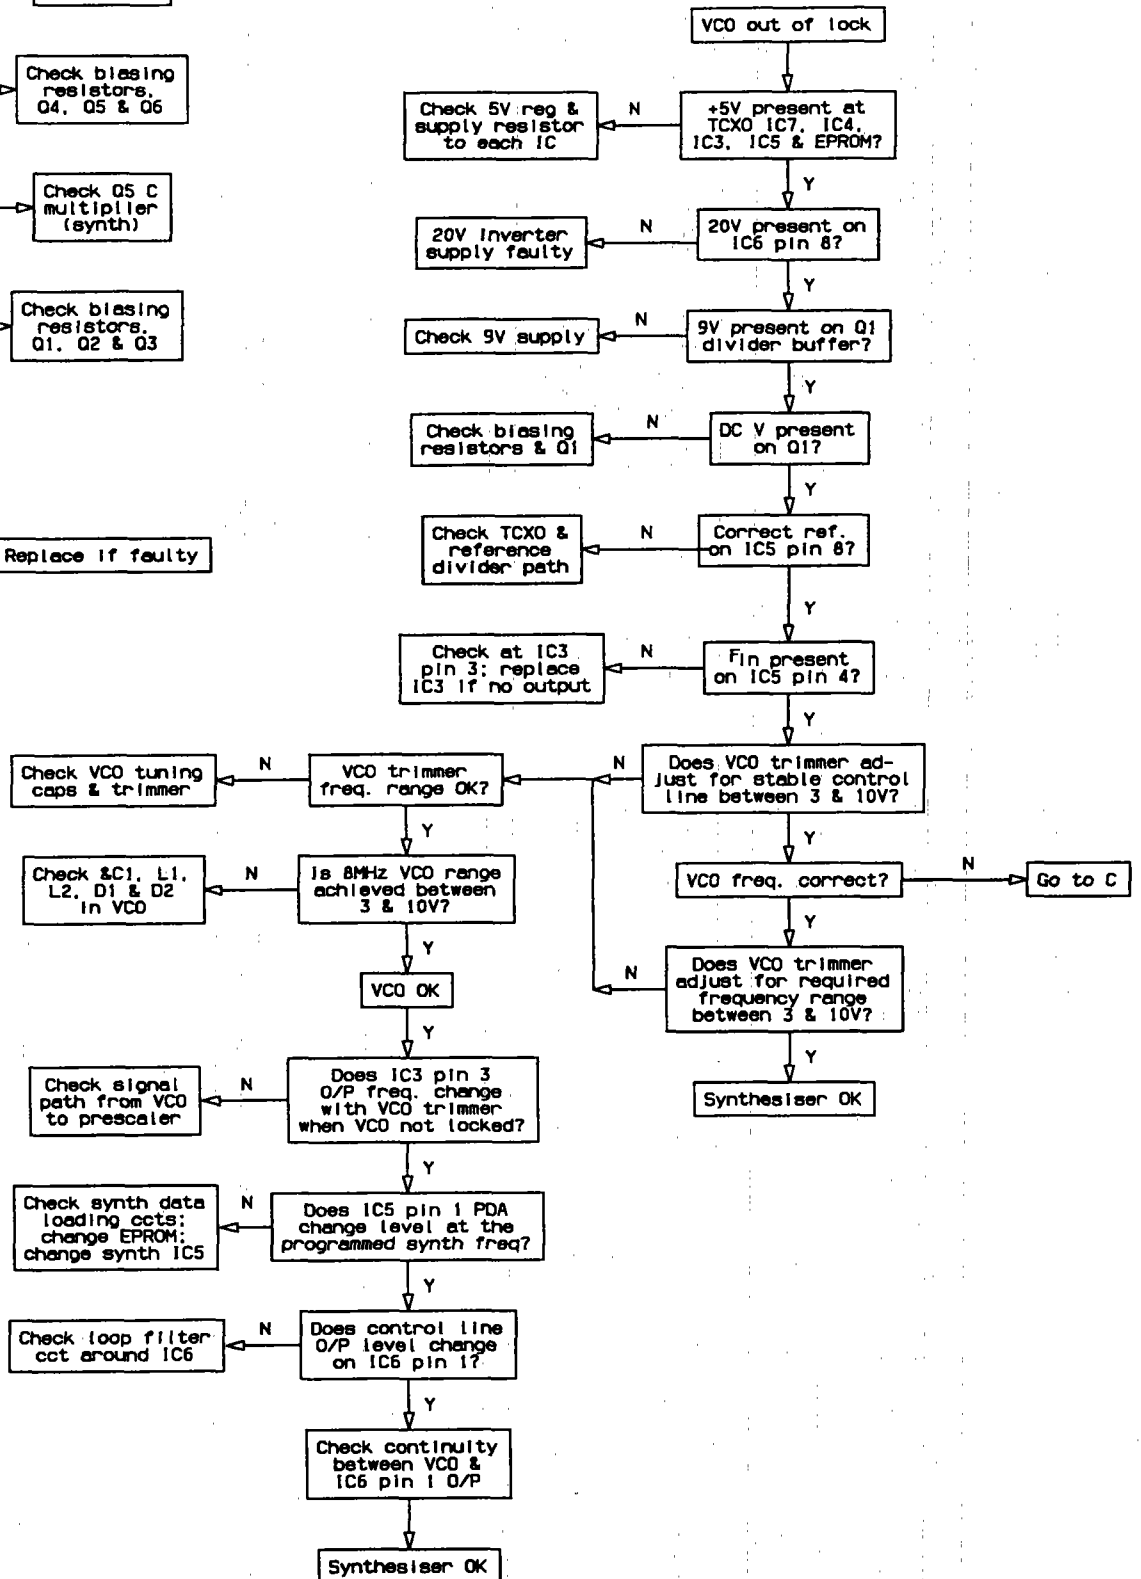 VCO out of lock
Check biasing
resistors,
Q4, Q5 & Q6
Check 5V reg &
supply resistor
to each IC
N
+5V present at
TCXO IC7, IC4,
IC3, IC5 & EPROM?
Y
Check Q5 C
multiplier
(synth)
20V inverter
supply faulty
N
20V present on
IC6 pin 8?
Y
Check biasing
resistors,
Q1, Q2 & Q3
Check 9V supply
N
9V present on Q1
divider buffer?
Y
Check biasing
resistors & Q1
N
DC V present
on Q1?
Y
Replace if faulty
Check TCXO &
reference
divider path
N
Correct ref.
on IC5 pin 8?
Y
Check at IC3
pin 3; replace
IC3 if no output
N
Fin present
on IC5 pin 4?
Y
Check VCO tuning
caps & trimmer
N
VCO trimmer
freq. range OK?
N
Does VCO trimmer ad-
just for stable control
line between 3 & 10V?
Y
Y
Check &C1, L1,
L2, D1 & D2
in VCO
N
Is 8MHz VCO range
achieved between
3 & 10V?
VCO freq. correct?
N
Go to C
Y
Y
VCO OK
N
Does VCO trimmer
adjust for required
frequency range
between 3 & 10V?
Y
Synthesiser OK
Check signal
path from VCO
to prescaler
N
Does IC3 pin 3
O/P freq. change
with VCO trimmer
when VCO not locked?
Y
Check synth data
loading ccts;
change EPROM;
change synth IC5
N
Does IC5 pin 1 PDA
change level at the
programmed synth freq?
Y
Check loop filter
cct around IC6
N
Does control line
O/P level change
on IC6 pin 1?
Y
Check continuity
between VCO &
IC6 pin 1 O/P
Synthesiser OK